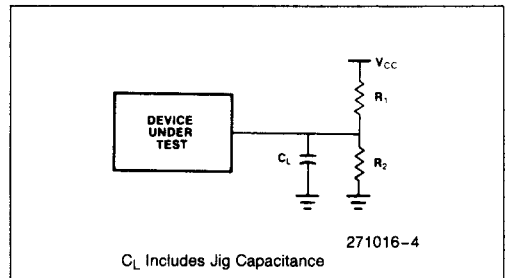 VCC
R1
DEVICE
UNDER
TEST
CL
R2
271016-4
CL Includes Jig Capacitance